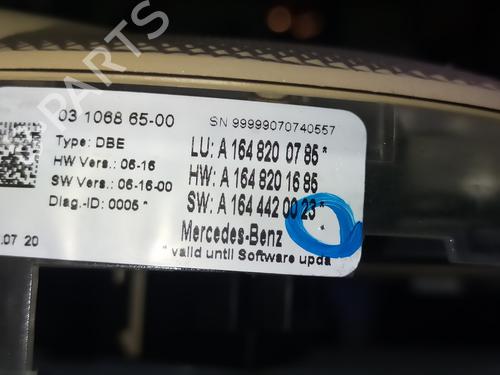 PARTS
03 1068 65-00
SN 99999070740557
Type: DBE
HW Vers.: 06-16
SW Vers.: 06-16-00
Diag.-ID: 0005*
LU: A 164 820 07 85*
HW: A 164 820 16 85
SW: A 164 442 00 23*
.07 20
Mercedes-Benz
* valid until Software upda